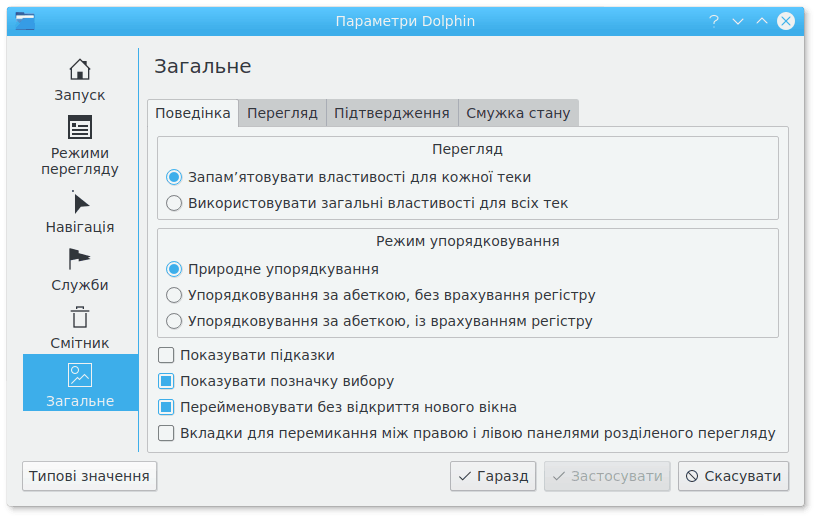 Параметри Dolphin
Запуск
Режими
перегляду
Навігація
Служби
Смітник
Загальне
Загальне
Поведінка Перегляд Підтвердження Смужка стану
Перегляд
Запам’ятовувати властивості для кожної теки
Використовувати загальні властивості для всіх тек
Режим упорядковування
Природне упорядкування
Упорядковування за абеткою, без врахування регістру
Упорядковування за абеткою, із врахуванням регістру
Показувати підказки
Показувати позначку вибору
Перейменовувати без відкриття нового вікна
Вкладки для перемикання між правою і лівою панелями розділеного перегляду
Типові значення Гаразд Застосувати Скасувати